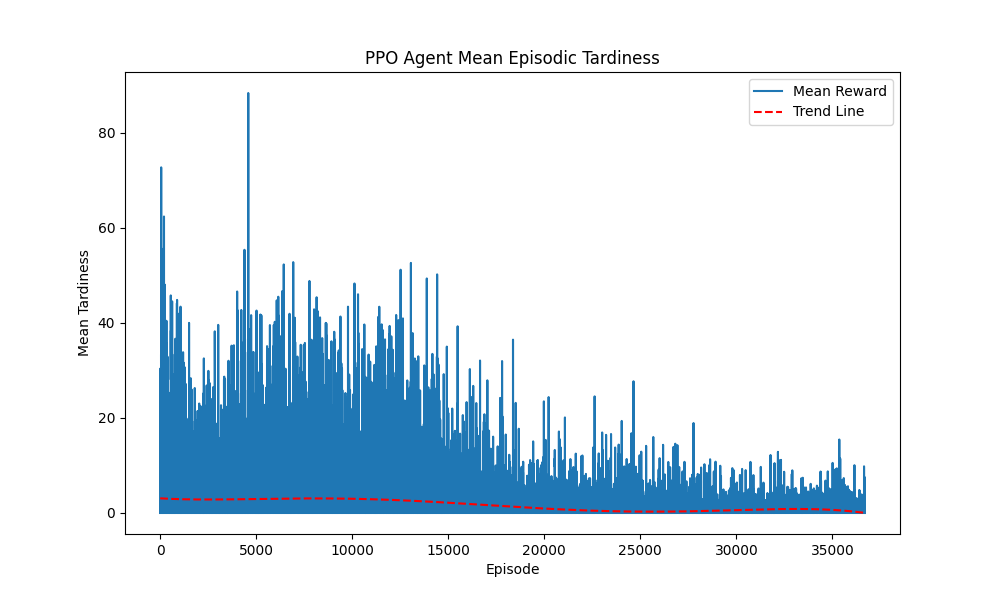 PPO Agent Mean Episodic Tardiness
Mean Reward
Trend Line
Mean Tardiness
80
60
40
20
0
0 5000 10000 15000 20000 25000 30000 35000
Episode